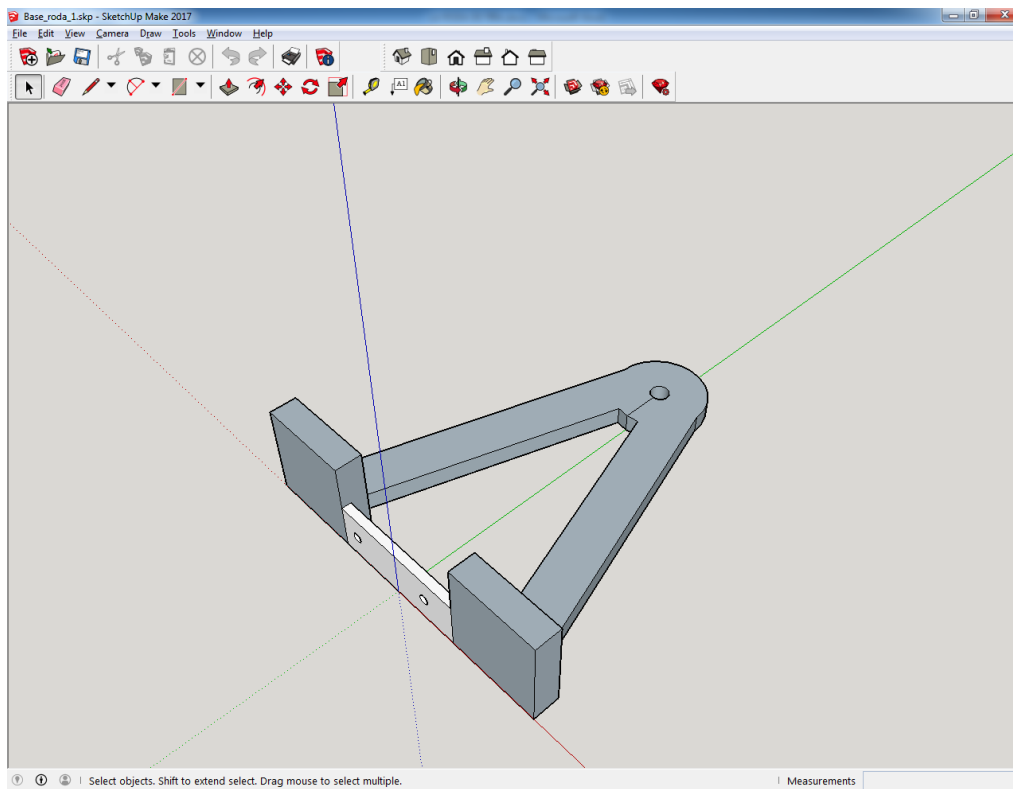 Base_roda_1.skp - SketchUp Make 2017
File Edit View Camera Draw Tools Window Help
A1
Select objects. Shift to extend select. Drag mouse to select multiple.
Measurements